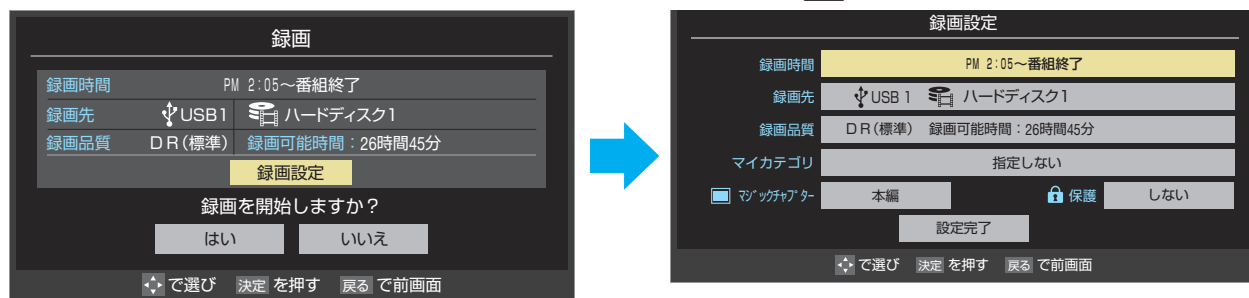 録画
録画時間 PM 2:05～番組終了
録画先 USB1 ハードディスク1
録画品質 DR(標準) 録画可能時間：26時間45分
録画設定
録画を開始しますか？
はい いいえ
で選び 決定 を押す 戻る で前画面
録画設定
録画時間 PM 2:05～番組終了
録画先 USB 1 ハードディスク1
録画品質 DR(標準) 録画可能時間：26時間45分
マイカテゴリ 指定しない
マジックチャプター 本編 保護 しない
設定完了
で選び 決定 を押す 戻る で前画面